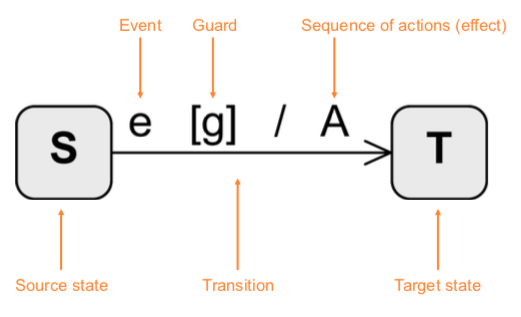 Event Guard Sequence of actions (effect)
e [g] / A
S T
Source state Transition Target state